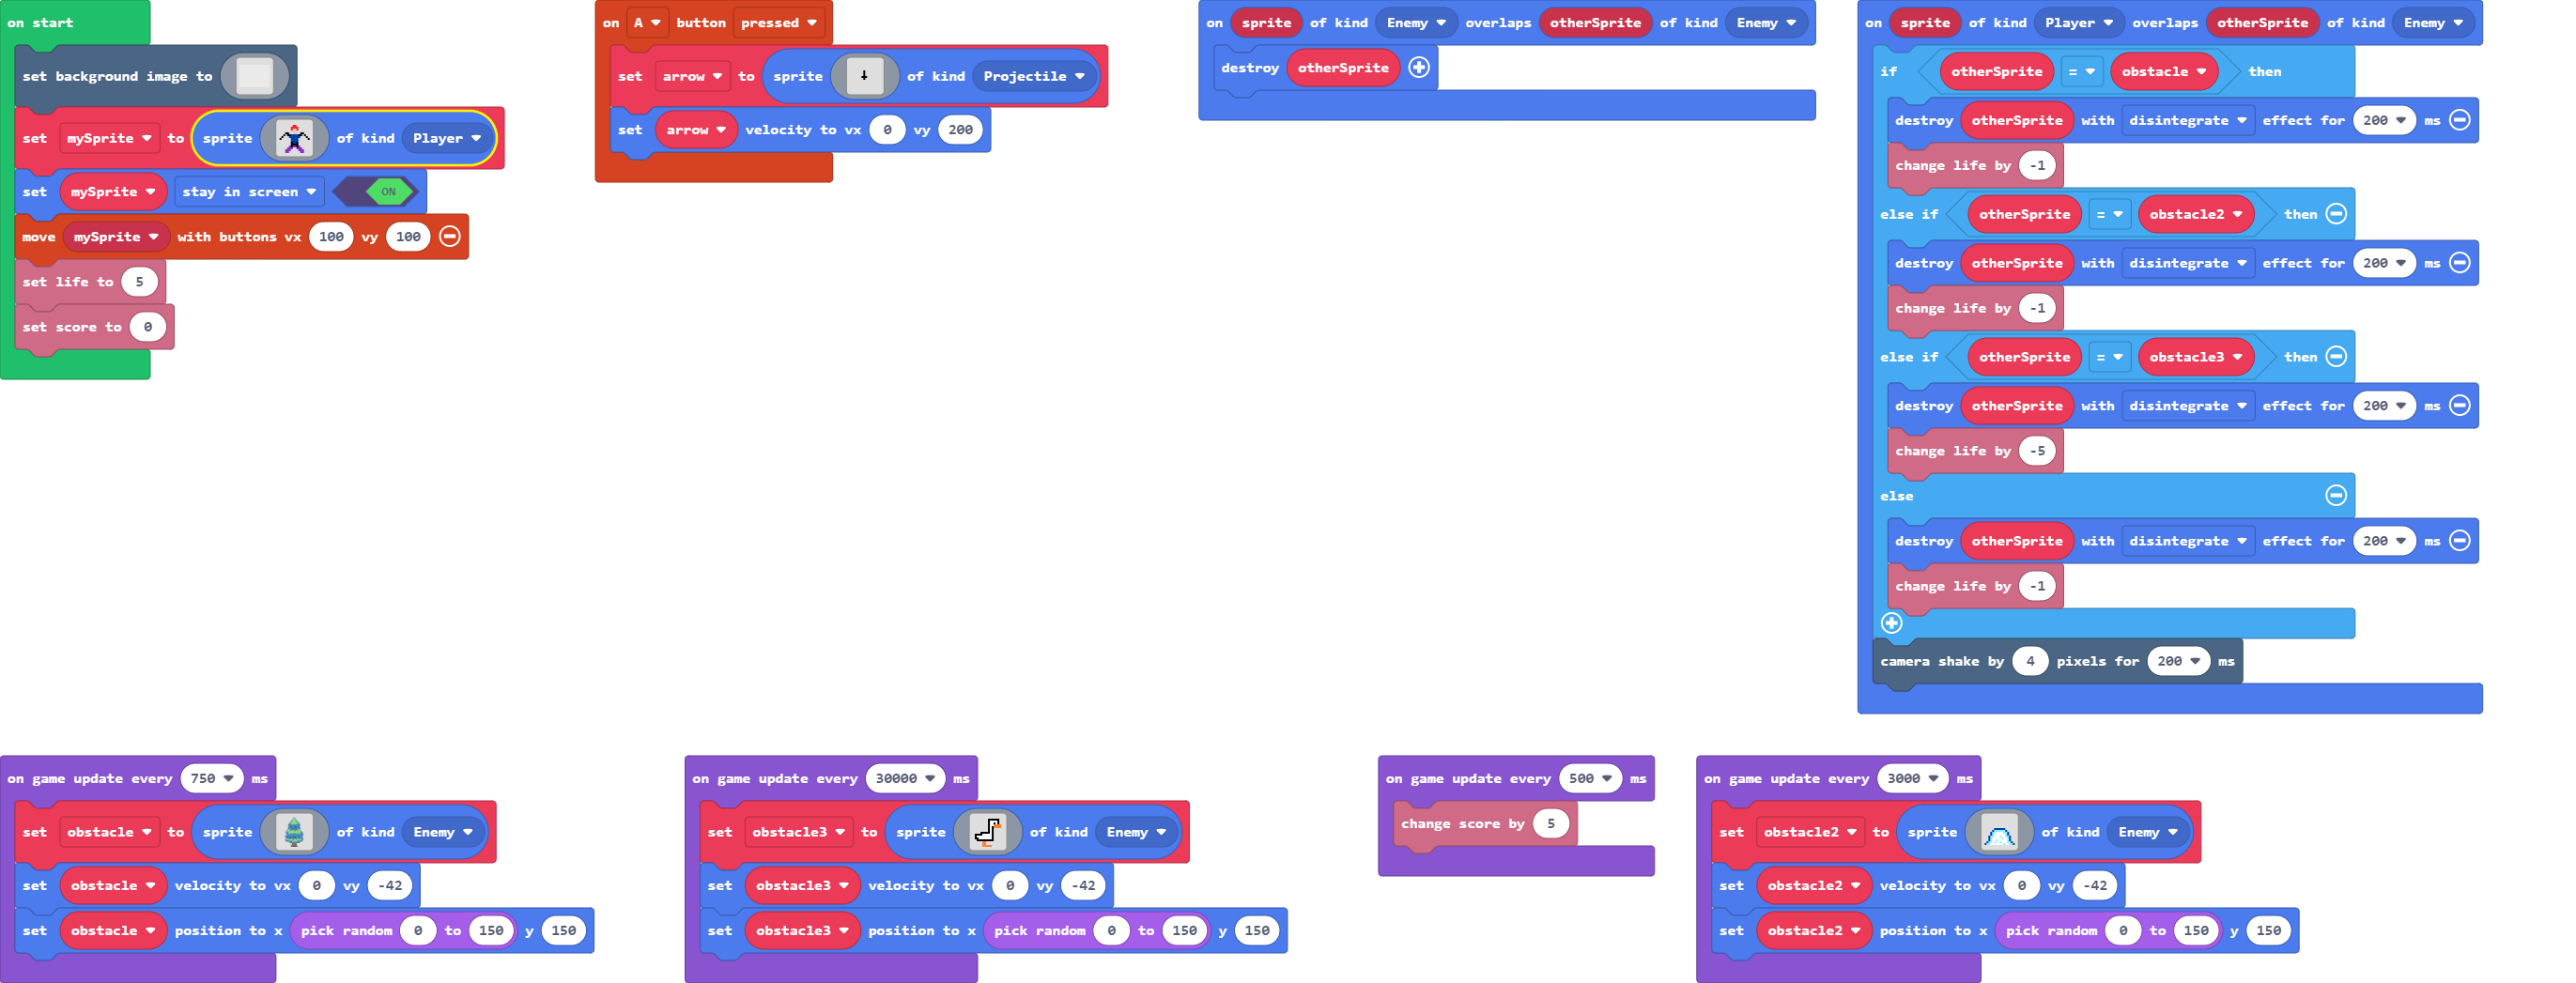 on start
set background image to
set mySprite to sprite of kind Player
set mySprite stay in screen ON
move mySprite with buttons vx 100 vy 100
set life to 5
set score to 0
on A button pressed
set arrow to sprite of kind Projectile
set arrow velocity to vx 0 vy 200
on sprite of kind Enemy overlaps otherSprite of kind Enemy
destroy otherSprite
on sprite of kind Player overlaps otherSprite of kind Enemy
if otherSprite = obstacle then
destroy otherSprite with disintegrate effect for 200 ms
change life by -1
else if otherSprite = obstacle2 then
destroy otherSprite with disintegrate effect for 200 ms
change life by -1
else if otherSprite = obstacle3 then
destroy otherSprite with disintegrate effect for 200 ms
change life by -5
else
destroy otherSprite with disintegrate effect for 200 ms
change life by -1
camera shake by 4 pixels for 200 ms
on game update every 750 ms
set obstacle to sprite of kind Enemy
set obstacle velocity to vx 0 vy -42
set obstacle position to x pick random 0 to 150 y 150
on game update every 30000 ms
set obstacle3 to sprite of kind Enemy
set obstacle3 velocity to vx 0 vy -42
set obstacle3 position to x pick random 0 to 150 y 150
on game update every 500 ms
change score by 5
on game update every 3000 ms
set obstacle2 to sprite of kind Enemy
set obstacle2 velocity to vx 0 vy -42
set obstacle2 position to x pick random 0 to 150 y 150